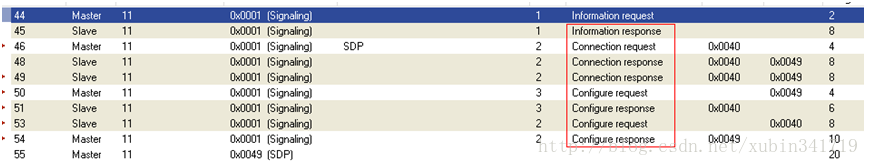 44 Master 11 0x0001 (Signaling) 1 Information request 2
45 Slave 11 0x0001 (Signaling) 1 Information response 8
46 Master 11 0x0001 (Signaling) SDP 2 Connection request 0x0040 4
48 Slave 11 0x0001 (Signaling) 2 Connection response 0x0040 0x0049 8
49 Slave 11 0x0001 (Signaling) 2 Connection response 0x0040 0x0049 8
50 Master 11 0x0001 (Signaling) 3 Configure request 0x0049 4
51 Slave 11 0x0001 (Signaling) 3 Configure response 0x0040 6
53 Slave 11 0x0001 (Signaling) 2 Configure request 0x0040 8
54 Master 11 0x0001 (Signaling) 2 Configure response 0x0049 10
55 Master 11 0x0049 (SDP) 20
http://blog.csdn.net/xubin341719